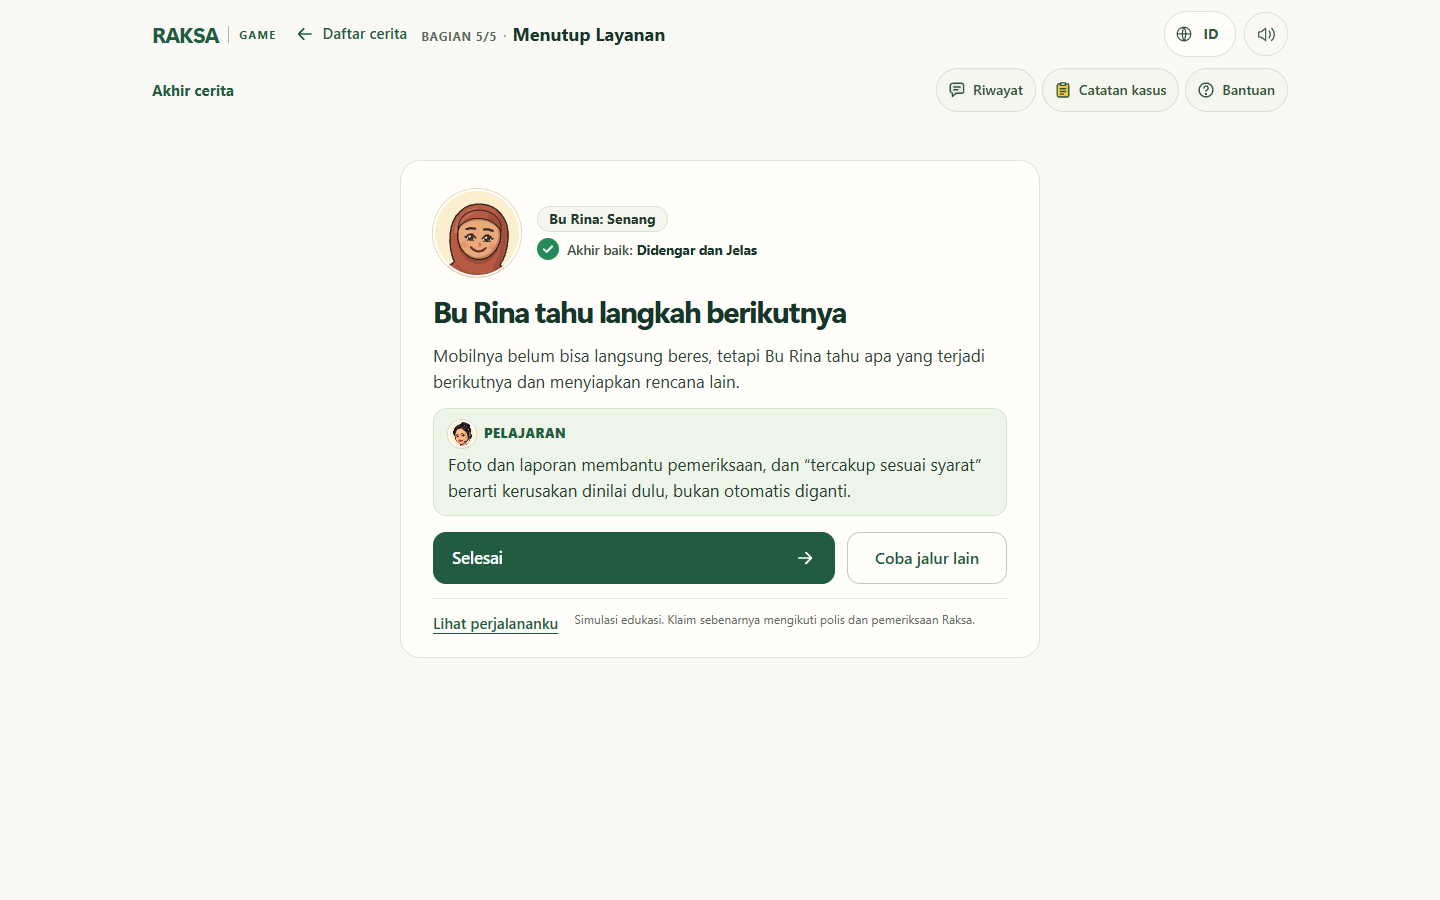 RAKSA GAME ← Daftar cerita BAGIAN 5/5 · Menutup Layanan ID
Akhir cerita Riwayat Catatan kasus Bantuan
Bu Rina: Senang
Akhir baik: Didengar dan Jelas
Bu Rina tahu langkah berikutnya
Mobilnya belum bisa langsung beres, tetapi Bu Rina tahu apa yang terjadi
berikutnya dan menyiapkan rencana lain.
PELAJARAN
Foto dan laporan membantu pemeriksaan, dan “tercakup sesuai syarat”
berarti kerusakan dinilai dulu, bukan otomatis diganti.
Selesai → Coba jalur lain
Lihat perjalananku Simulasi edukasi. Klaim sebenarnya mengikuti polis dan pemeriksaan Raksa.